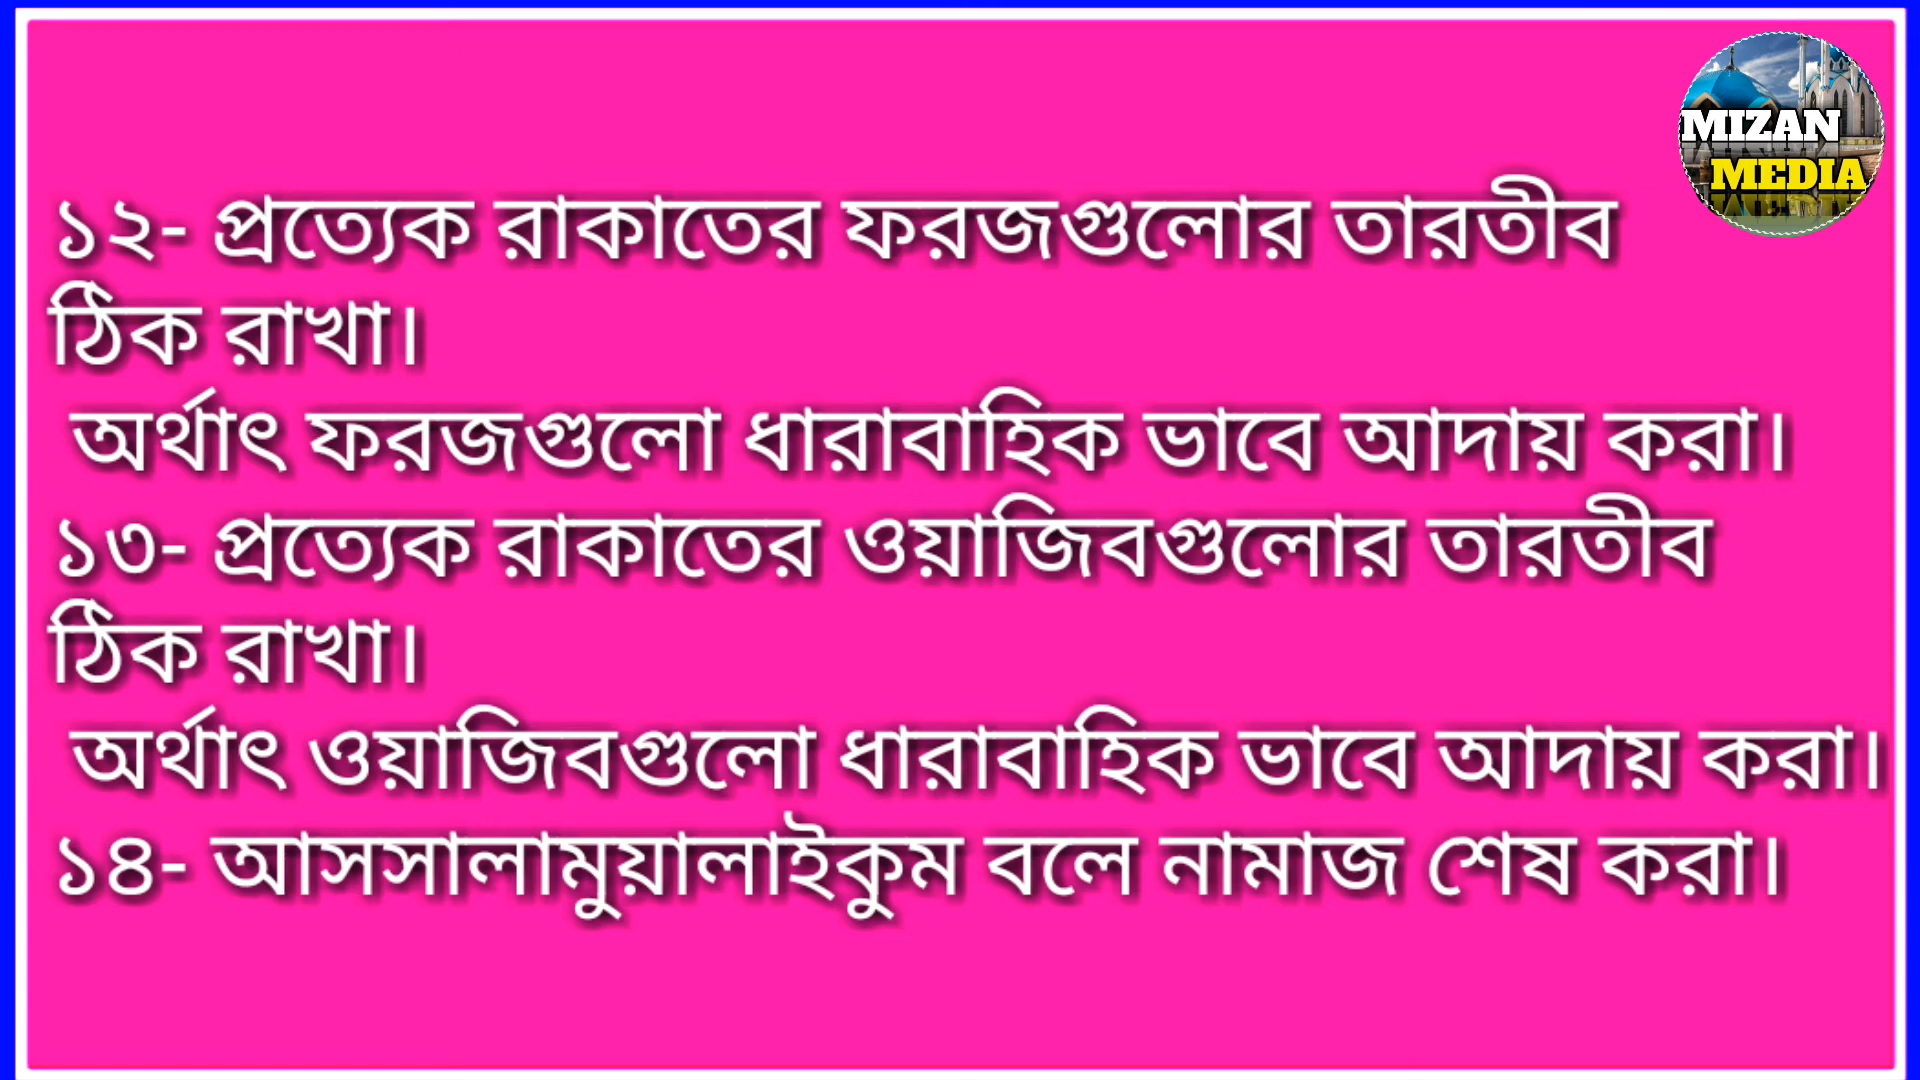 MIZAN
MEDIA
১২- প্রত্যেক রাকাতের ফরজগুলোর তারতীব
ঠিক রাখা।
অর্থাৎ ফরজগুলো ধারাবাহিক ভাবে আদায় করা।
১৩- প্রত্যেক রাকাতের ওয়াজিবগুলোর তারতীব
ঠিক রাখা।
অর্থাৎ ওয়াজিবগুলো ধারাবাহিক ভাবে আদায় করা।
১৪- আসসালামুয়ালাইকুম বলে নামাজ শেষ করা।